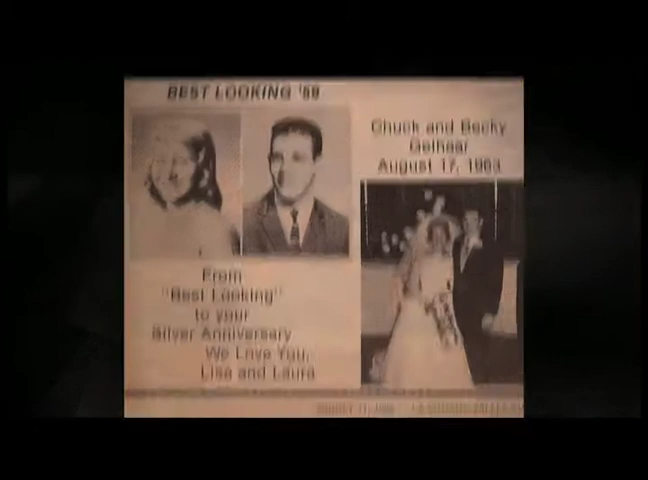 BEST LOOKING '59
Chuck and Becky
August 17, 1963
From
"Best Looking"
to your
Silver Anniversary
We Love You,
Lisa and Laura